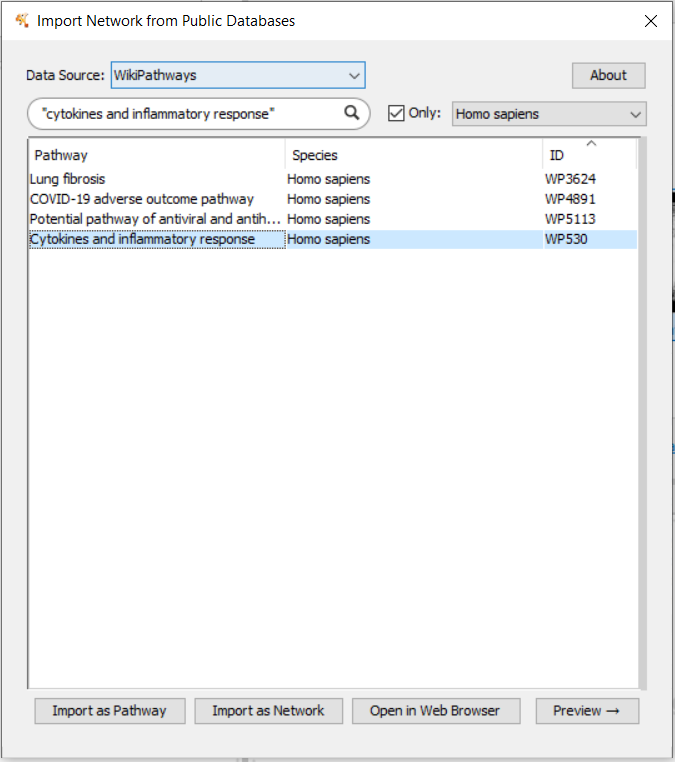 Import Network from Public Databases
Data Source: WikiPathways About
"cytokines and inflammatory response" Only: Homo sapiens
Pathway Species ID
Lung fibrosis Homo sapiens WP3624
COVID-19 adverse outcome pathway Homo sapiens WP4891
Potential pathway of antiviral and antih... Homo sapiens WP5113
Cytokines and inflammatory response Homo sapiens WP530
Import as Pathway Import as Network Open in Web Browser Preview →